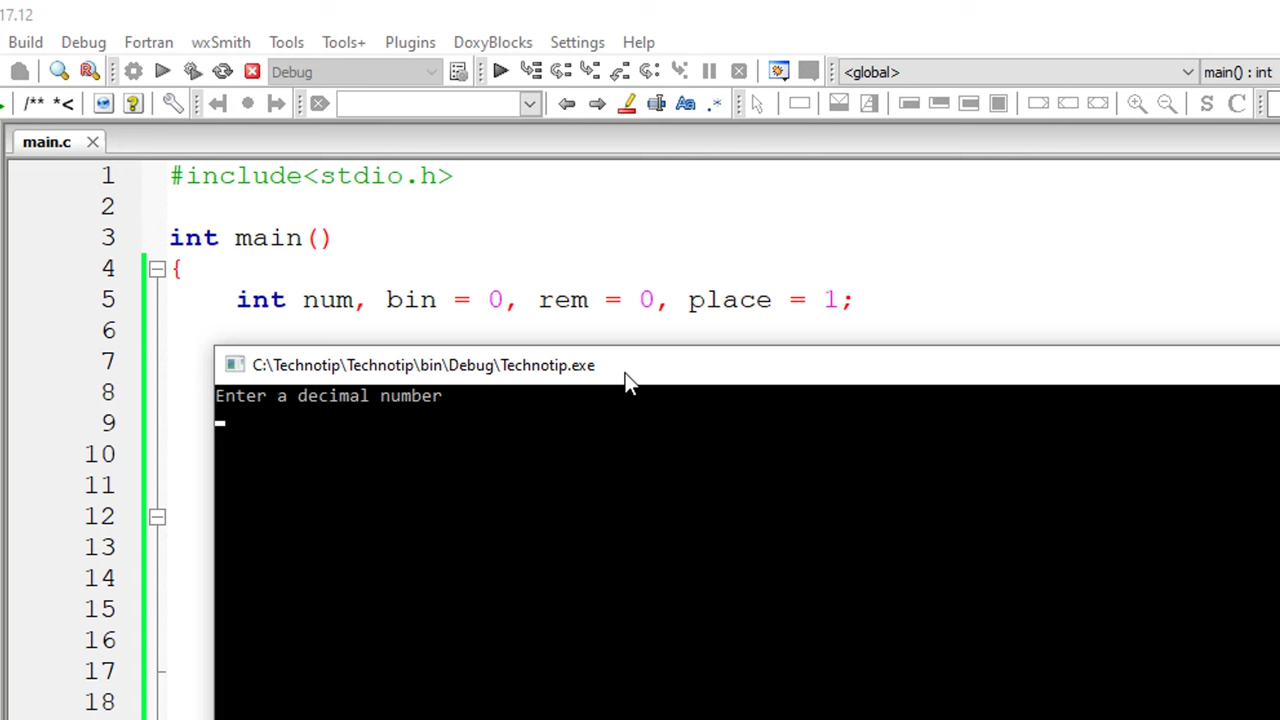 17.12
Build Debug Fortran wxSmith Tools Tools+ Plugins DoxyBlocks Settings Help
Debug <global> main() : int
/** *< Aa .* S C
main.c
1 #include<stdio.h>
2
3 int main()
4 {
5 int num, bin = 0, rem = 0, place = 1;
6
7 C:\Technotip\Technotip\bin\Debug\Technotip.exe
8 Enter a decimal number
9
10
11
12
13
14
15
16
17
18